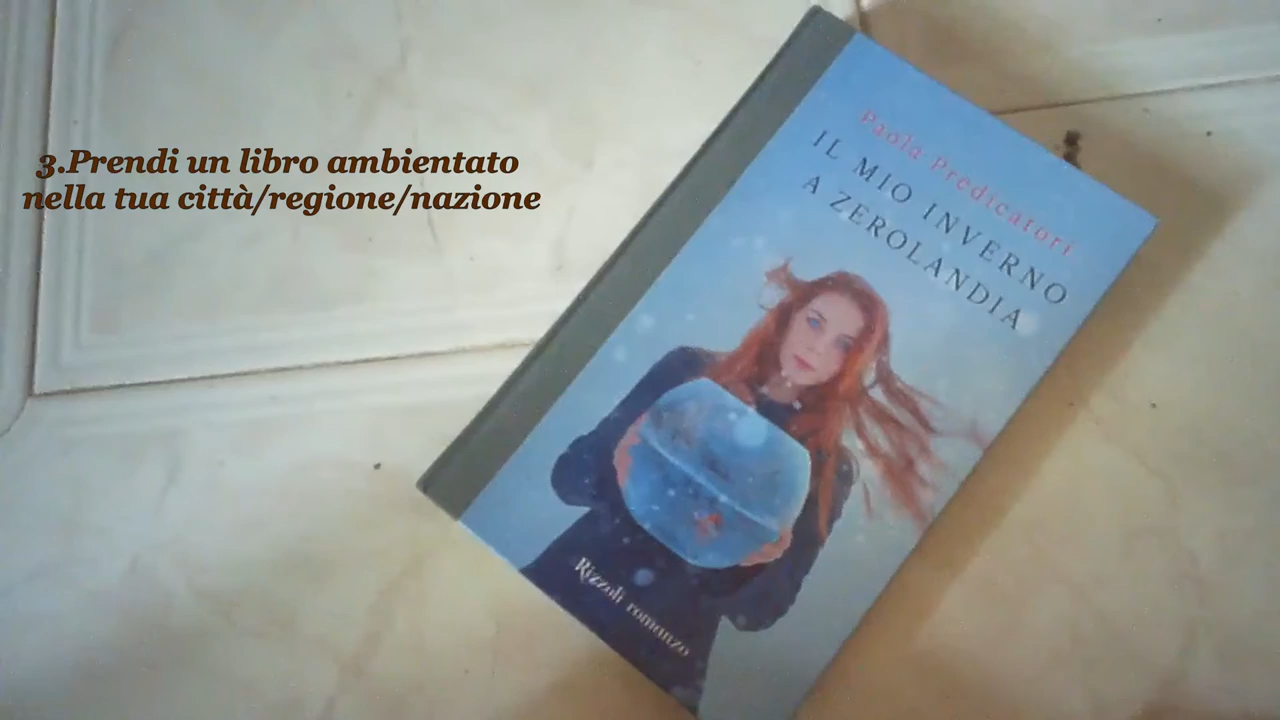 3.Prendi un libro ambientato
nella tua città/regione/nazione
Paola Predicatori
IL MIO INVERNO
A ZEROLANDIA
Rizzoli romanzo